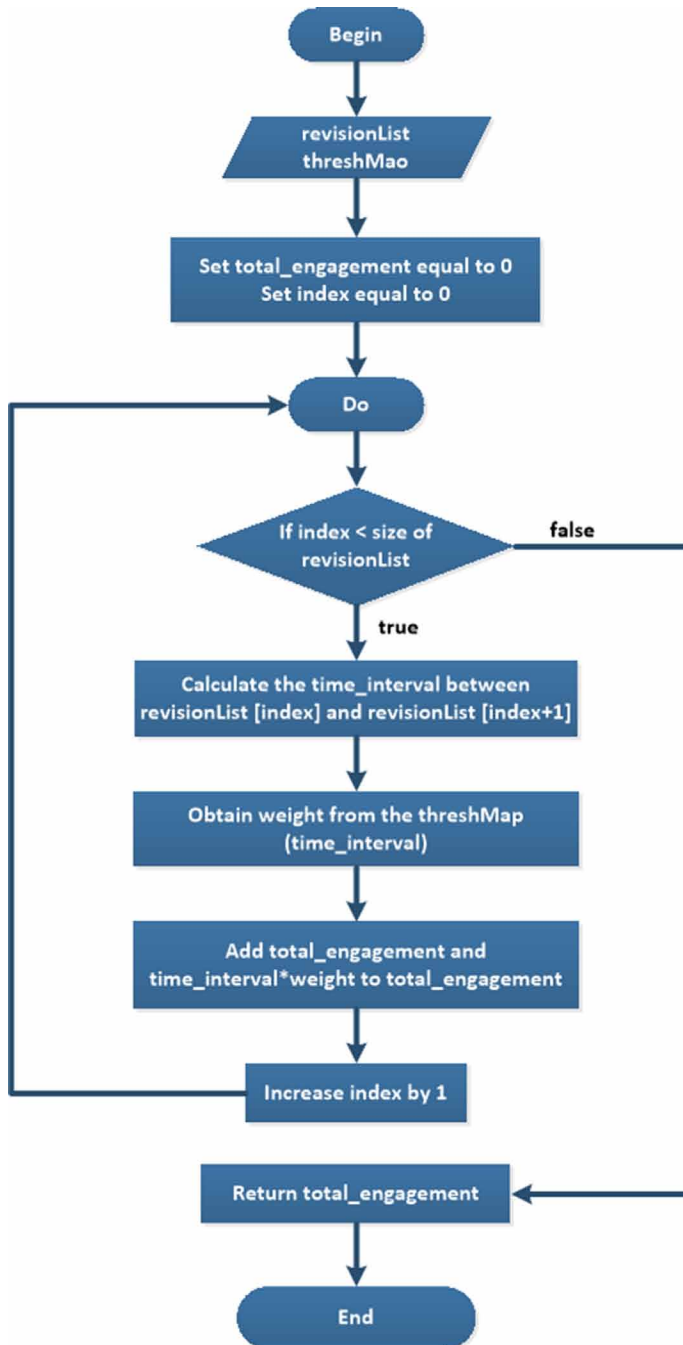 Begin
revisionList
threshMao
Set total_engagement equal to 0
Set index equal to 0
Do
If index < size of
revisionList
false
true
Calculate the time_interval between
revisionList [index] and revisionList [index+1]
Obtain weight from the threshMap
(time_interval)
Add total_engagement and
time_interval*weight to total_engagement
Increase index by 1
Return total_engagement
End